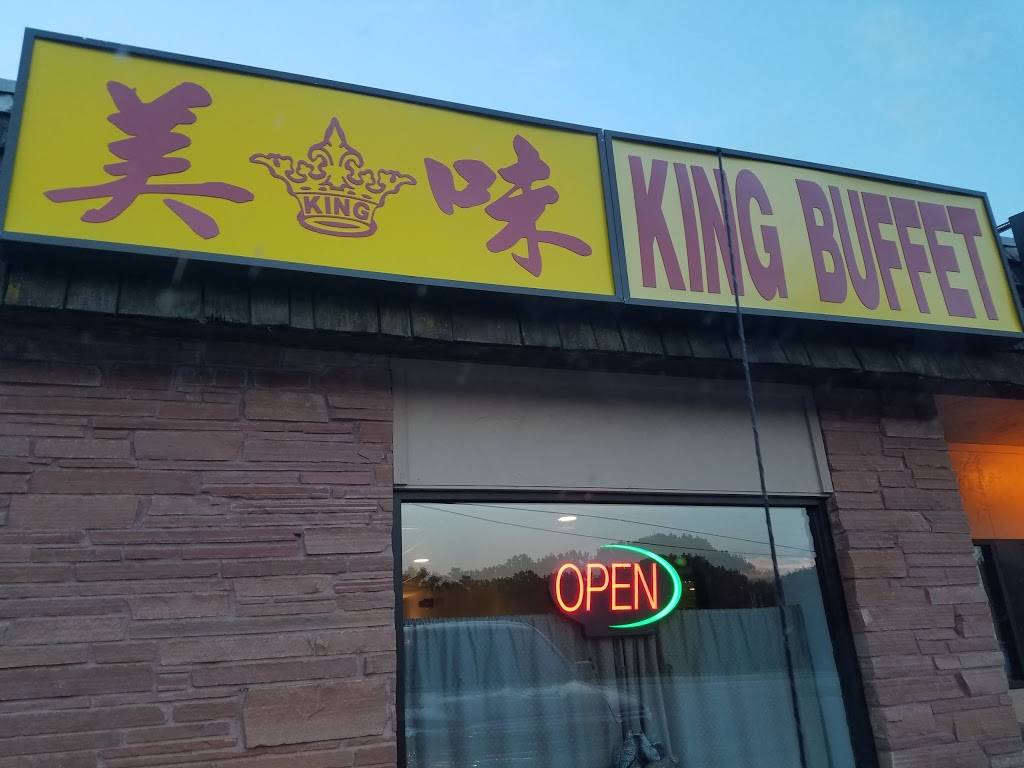 美 KING 味
KING BUFFET
OPEN